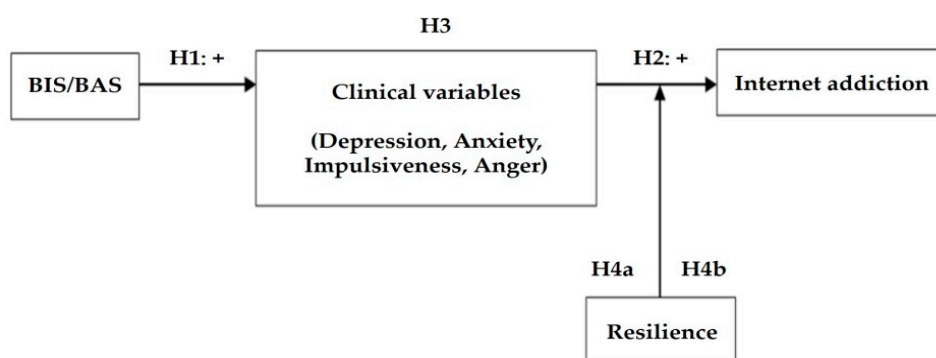 H3
H1: +
H2: +
BIS/BAS
Clinical variables
(Depression, Anxiety,
Impulsiveness, Anger)
Internet addiction
H4a
H4b
Resilience